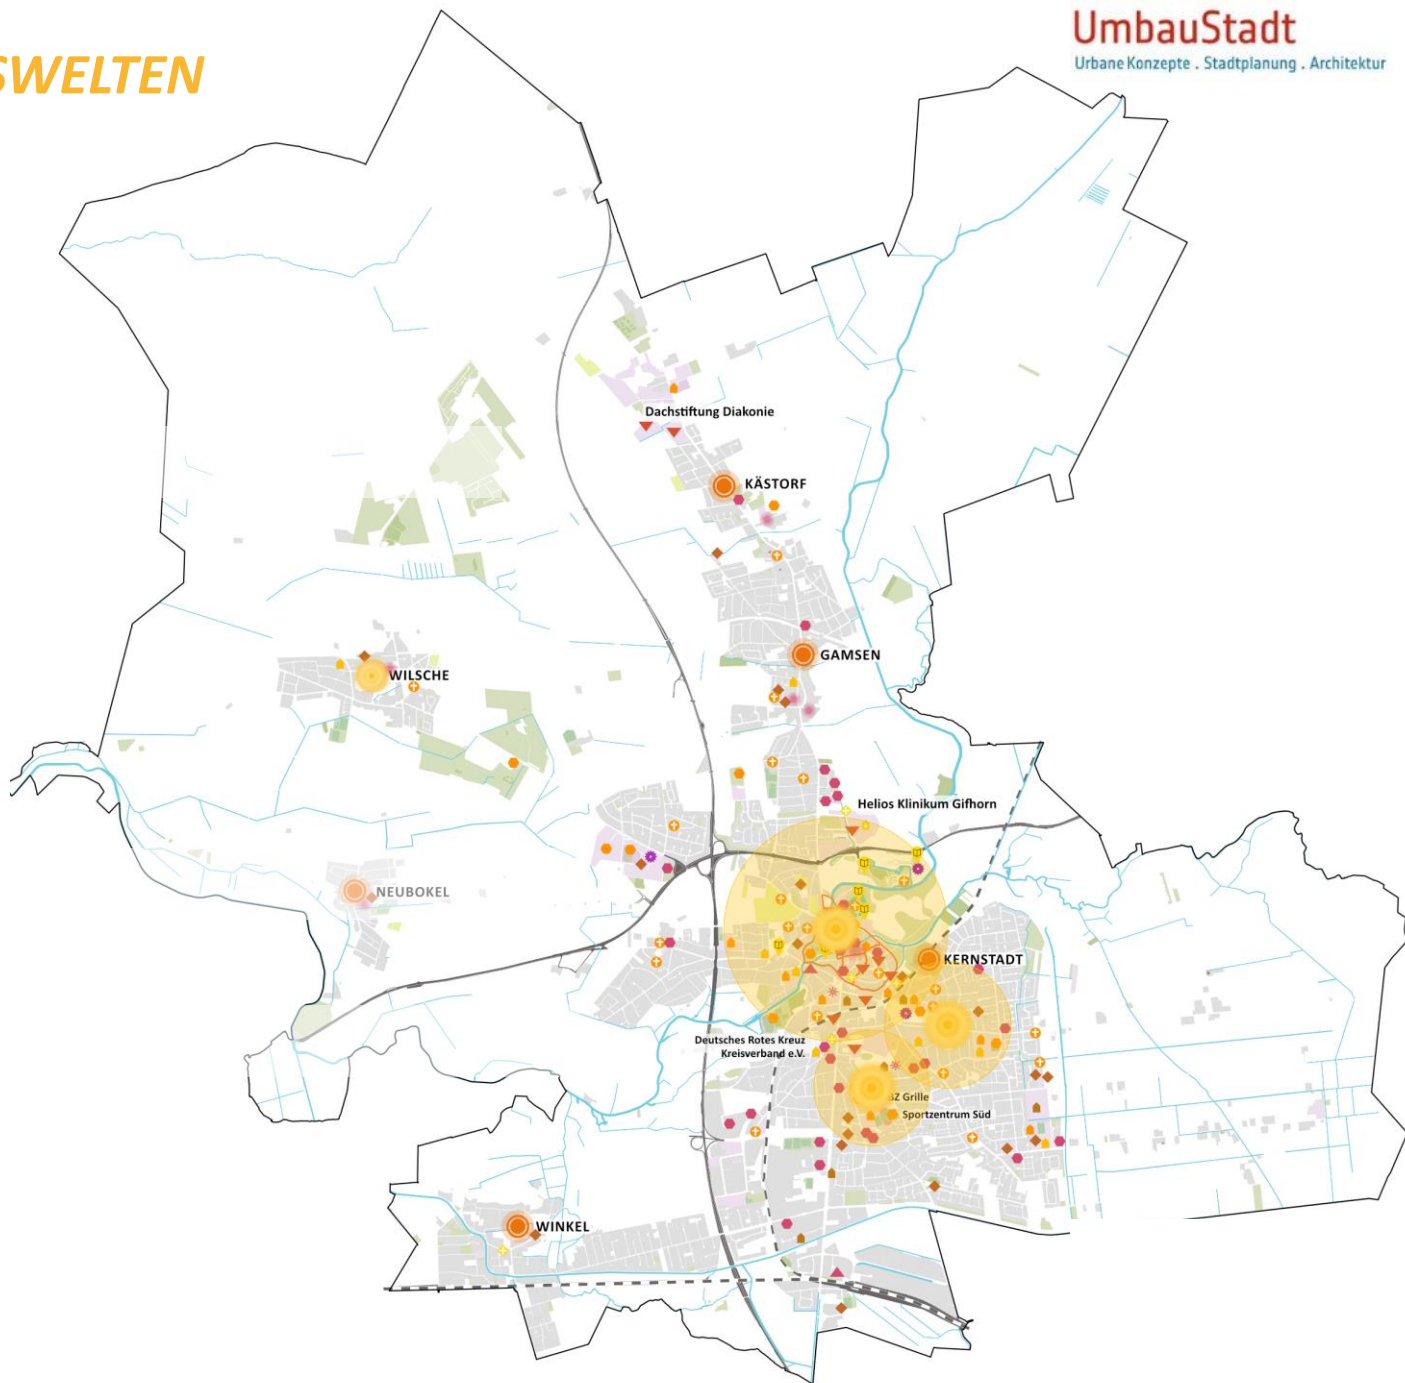 SWELTEN
UmbauStadt
Urbane Konzepte . Stadtplanung . Architektur
Dachstiftung Diakonie
KÄSTORF
GAMSEN
WILSCHE
Helios Klinikum Gifhorn
NEUBOKEL
KERNSTADT
Deutsches Rotes Kreuz
Kreisverband e.V.
BZ Grille
Sportzentrum Süd
WINKEL